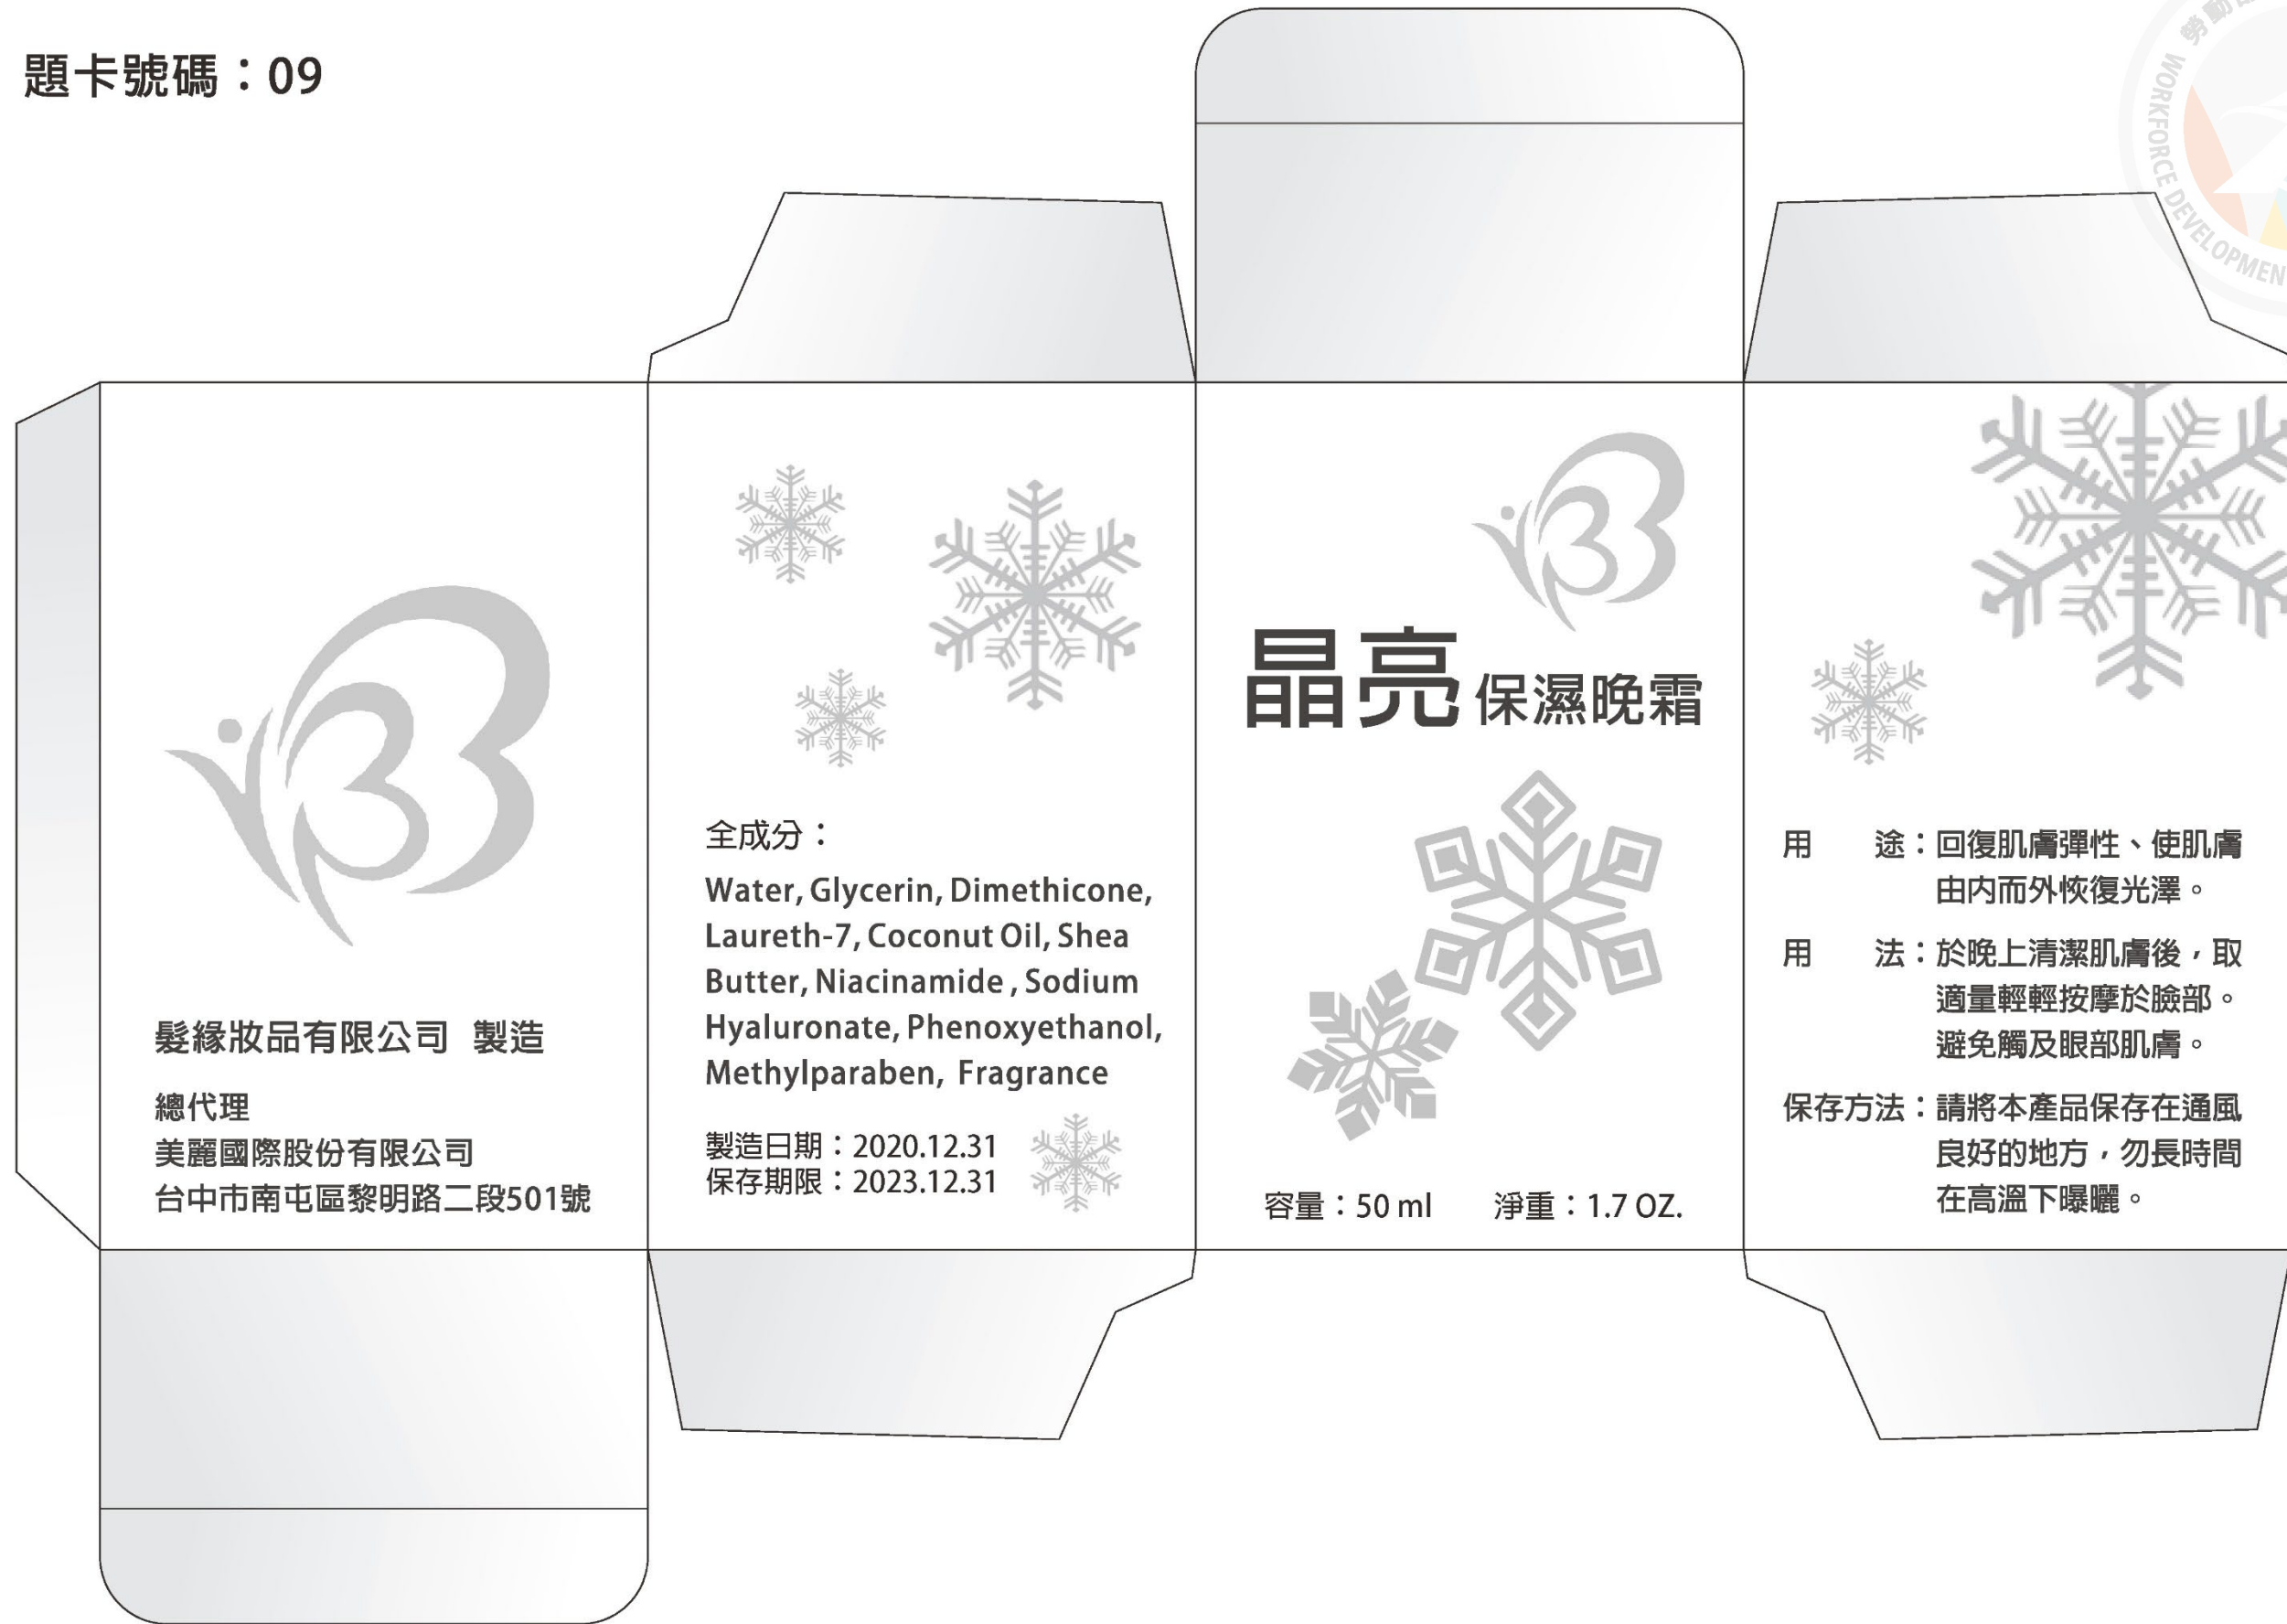 題卡號碼：09
WORKFORCE DEVELOPMEN
髮緣妝品有限公司 製造
總代理
美麗國際股份有限公司
台中市南屯區黎明路二段501號
全成分：
Water, Glycerin, Dimethicone,
Laureth-7, Coconut Oil, Shea
Butter, Niacinamide , Sodium
Hyaluronate, Phenoxyethanol,
Methylparaben, Fragrance
製造日期：2020.12.31
保存期限：2023.12.31
晶亮 保濕晚霜
容量：50 ml 淨重：1.7 OZ.
用 途：回復肌膚彈性、使肌膚
由內而外恢復光澤。
用 法：於晚上清潔肌膚後，取
適量輕輕按摩於臉部。
避免觸及眼部肌膚。
保存方法：請將本產品保存在通風
良好的地方，勿長時間
在高溫下曝曬。